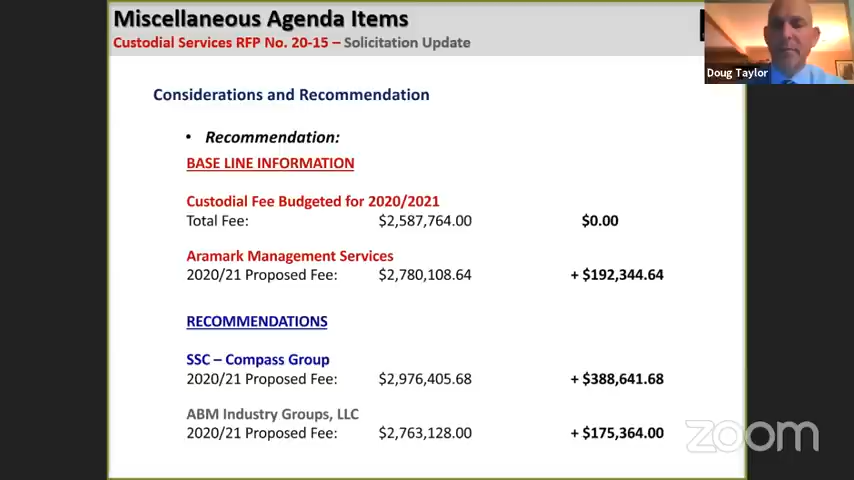 Miscellaneous Agenda Items
Custodial Services RFP No. 20-15 – Solicitation Update
Doug Taylor
Considerations and Recommendation
• Recommendation:
BASE LINE INFORMATION
Custodial Fee Budgeted for 2020/2021
Total Fee: $2,587,764.00 $0.00
Aramark Management Services
2020/21 Proposed Fee: $2,780,108.64 + $192,344.64
RECOMMENDATIONS
SSC – Compass Group
2020/21 Proposed Fee: $2,976,405.68 + $388,641.68
ABM Industry Groups, LLC
2020/21 Proposed Fee: $2,763,128.00 + $175,364.00
zoom